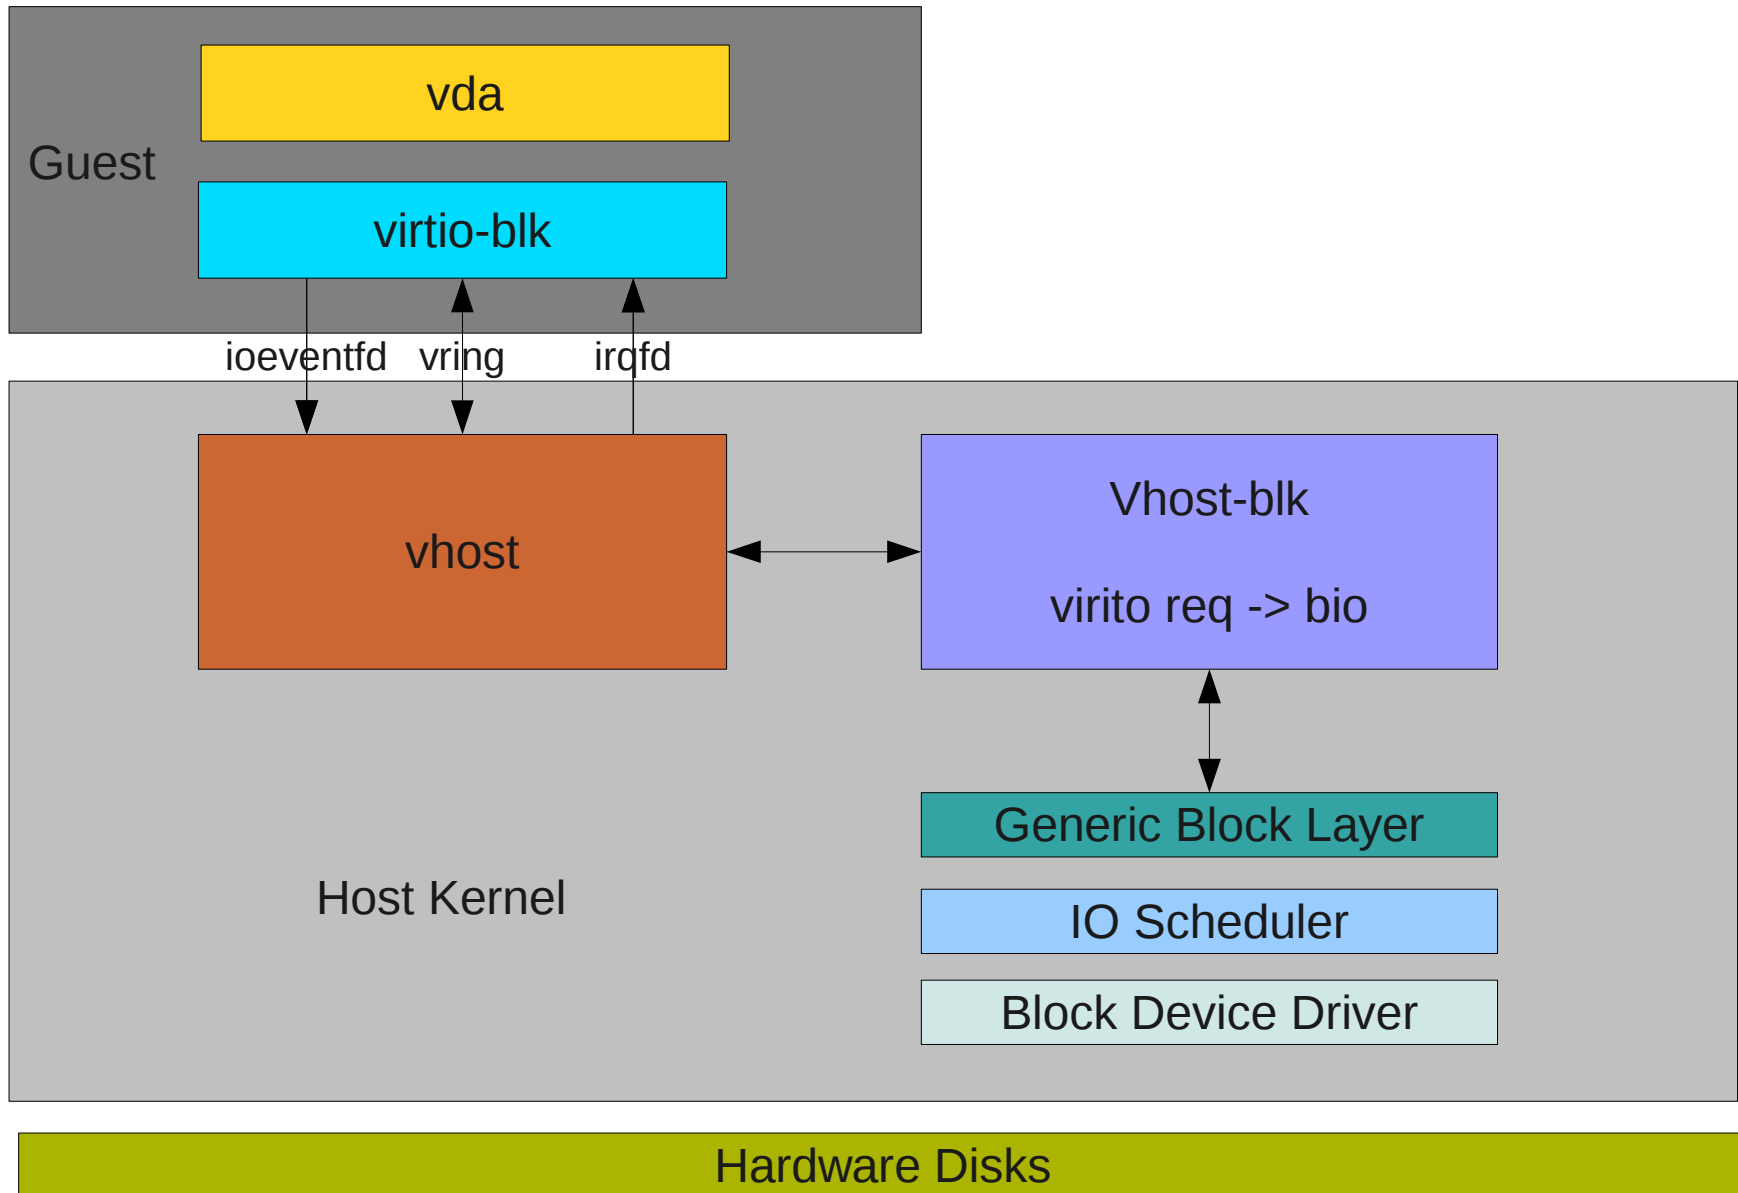 vda
Guest
virtio-blk
ioeventfd
vring
irqfd
vhost
Vhost-blk
virito req -> bio
Generic Block Layer
Host Kernel
IO Scheduler
Block Device Driver
Hardware Disks